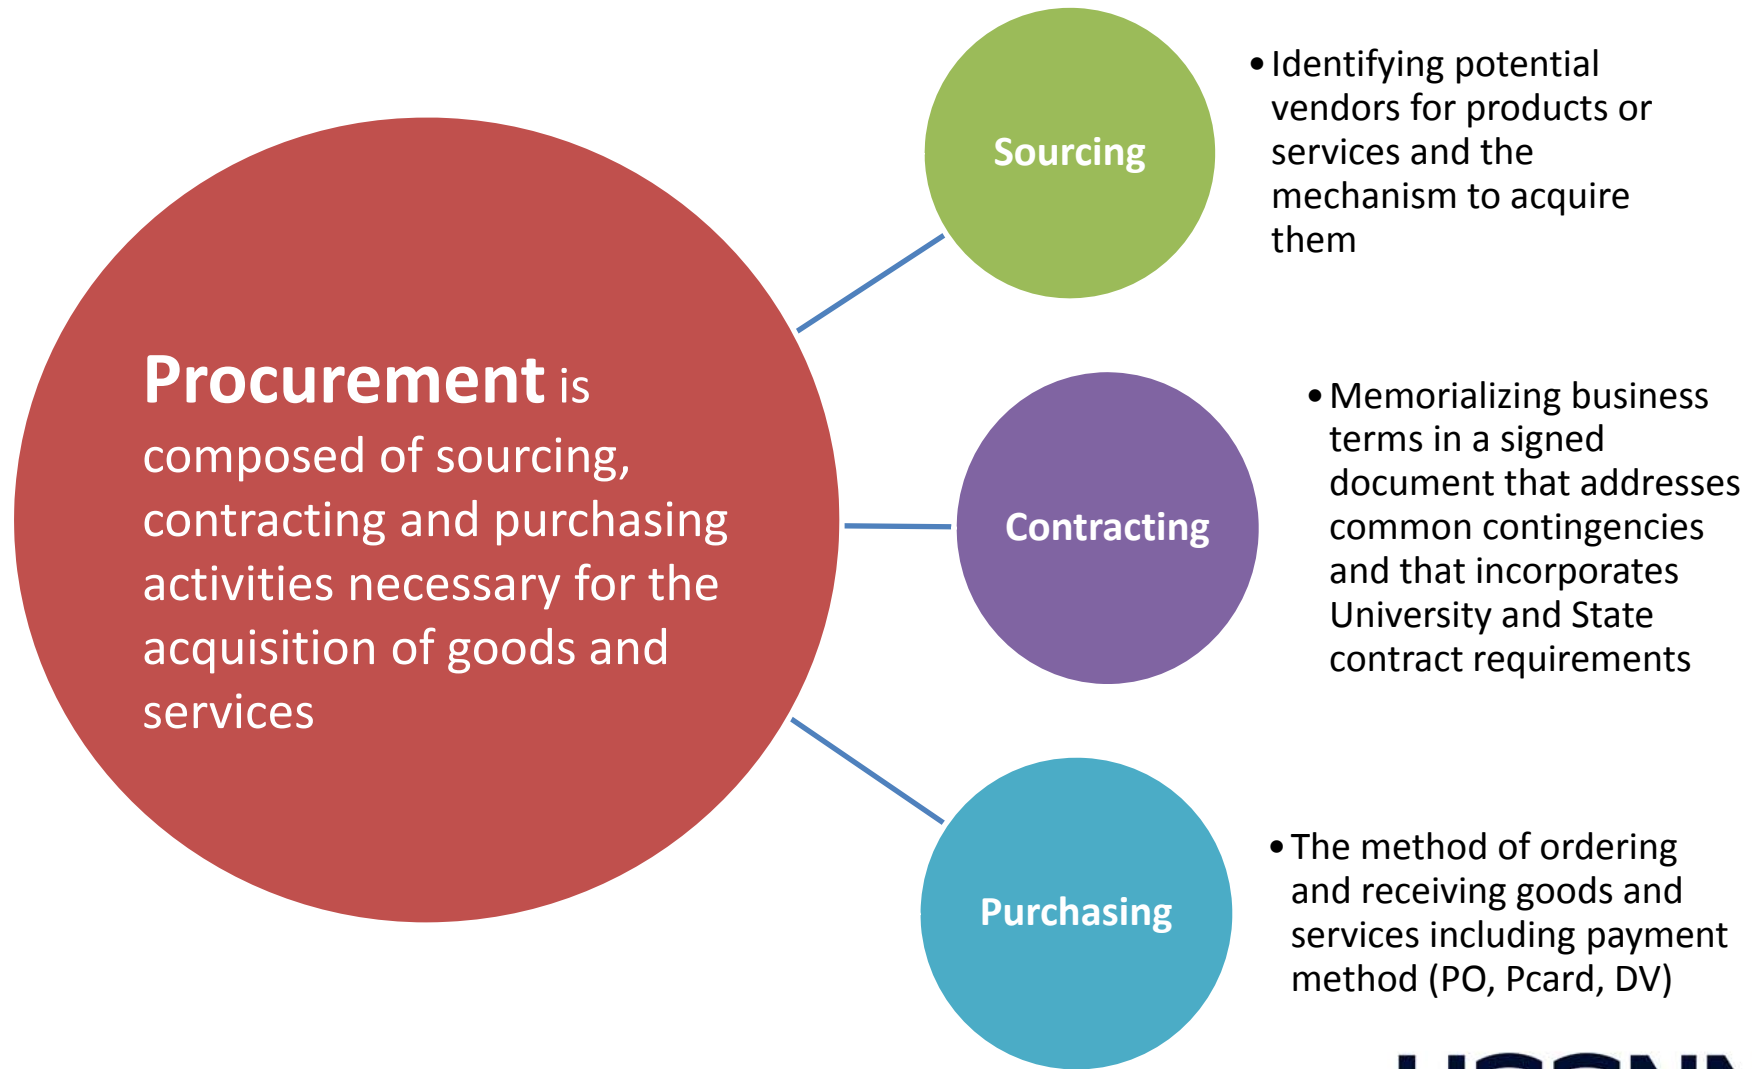 Procurement is
composed of sourcing,
contracting and purchasing
activities necessary for the
acquisition of goods and
services
Sourcing
•Identifying potential
vendors for products or
services and the
mechanism to acquire
them
Contracting
•Memorializing business
terms in a signed
document that addresses
common contingencies
and that incorporates
University and State
contract requirements
Purchasing
•The method of ordering
and receiving goods and
services including payment
method (PO, Pcard, DV)